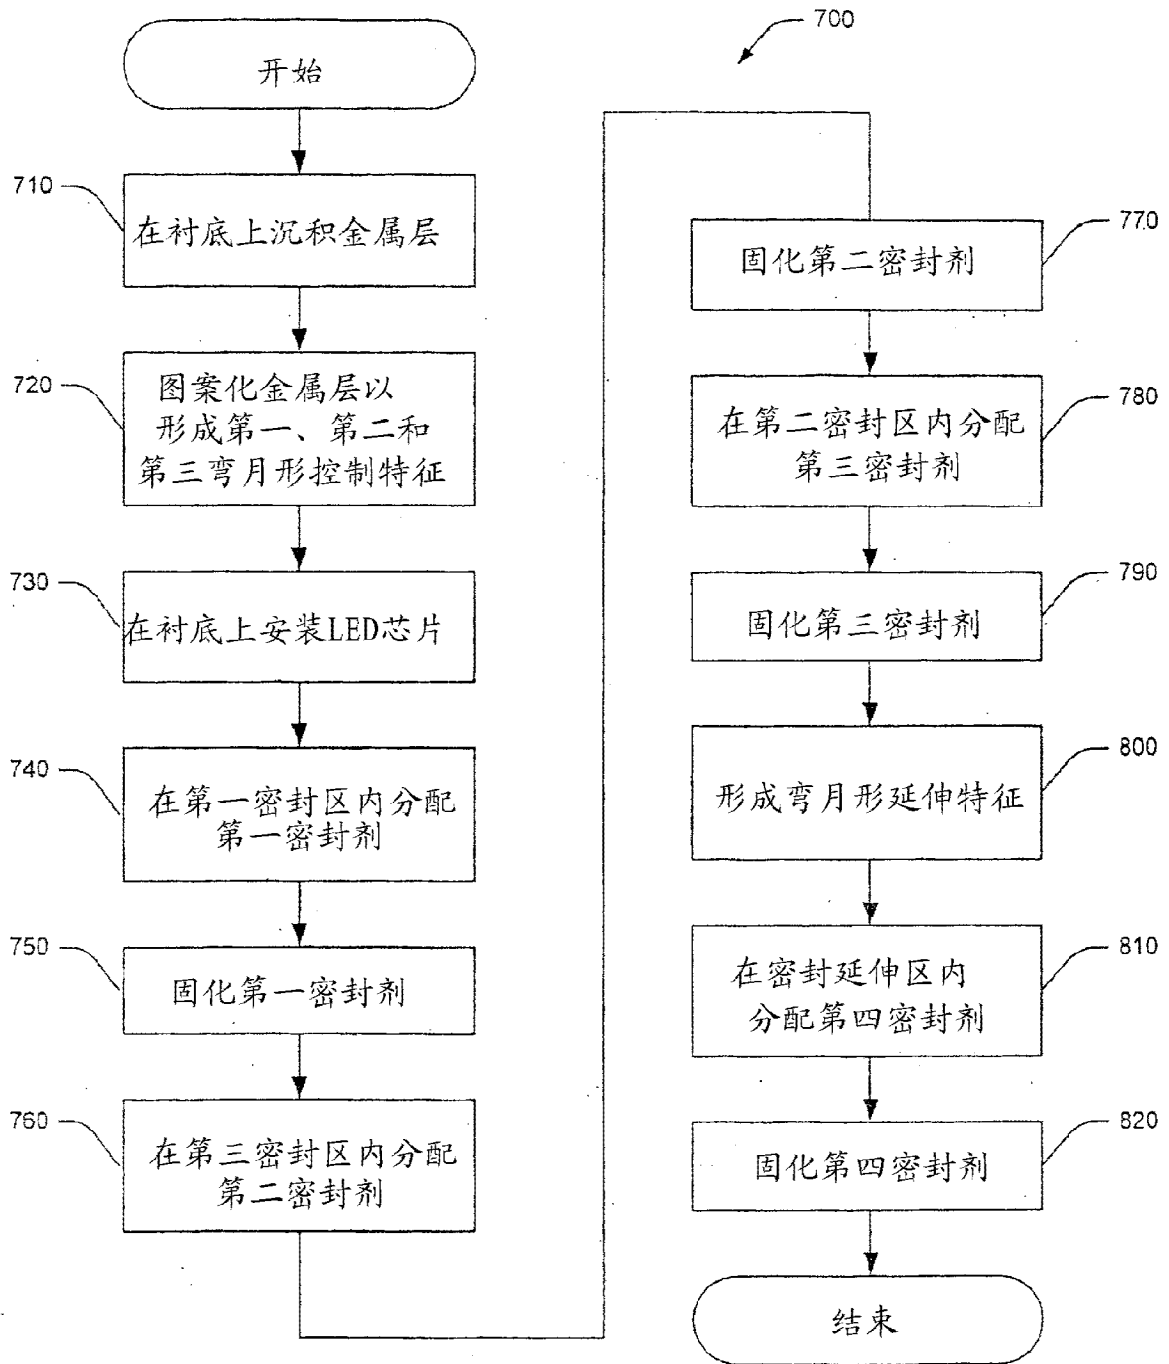 700
开始
710
在衬底上沉积金属层
720
图案化金属层以
形成第一、第二和
第三弯月形控制特征
730
在衬底上安装LED芯片
740
在第一密封区内分配
第一密封剂
750
固化第一密封剂
760
在第三密封区内分配
第二密封剂
770
固化第二密封剂
780
在第二密封区内分配
第三密封剂
790
固化第三密封剂
800
形成弯月形延伸特征
810
在密封延伸区内
分配第四密封剂
820
固化第四密封剂
结束